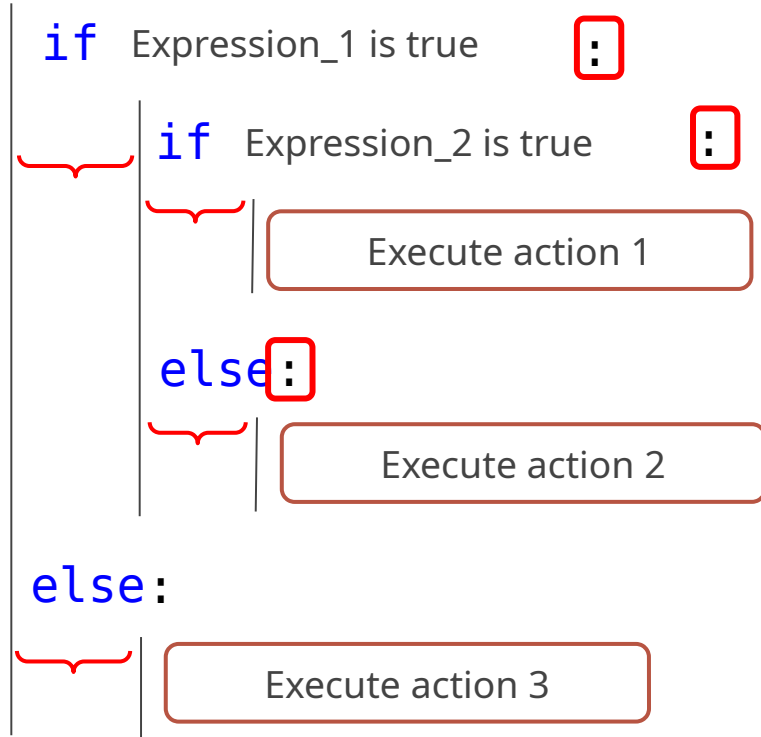 if Expression_1 is true :
if Expression_2 is true :
Execute action 1
else:
Execute action 2
else:
Execute action 3